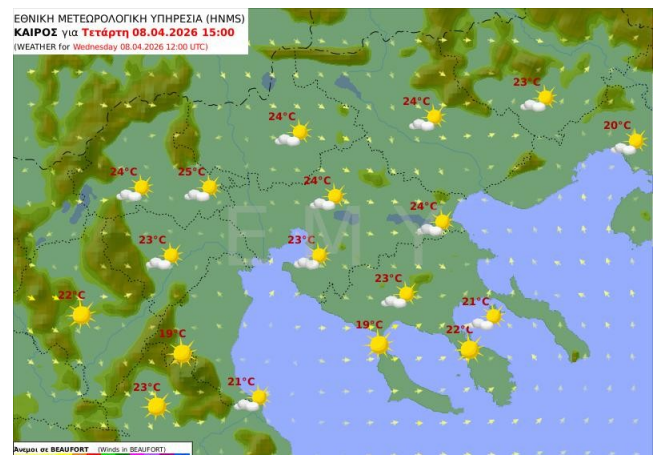 ΕΘΝΙΚΗ ΜΕΤΕΩΡΟΛΟΓΙΚΗ ΥΠΗΡΕΣΙΑ (HNMS)
ΚΑΙΡΟΣ για Τετάρτη 08.04.2026 15:00
(WEATHER for Wednesday 08.04.2026 12:00 UTC)
23°C
24°C
24°C
20°C
24°C
25°C
24°C
24°C
23°C
23°C
Ε Μ Υ
23°C
22°C
21°C
19°C
19°C
22°C
23°C
21°C
Άνεμοι σε BEAUFORT (Winds in BEAUFORT)